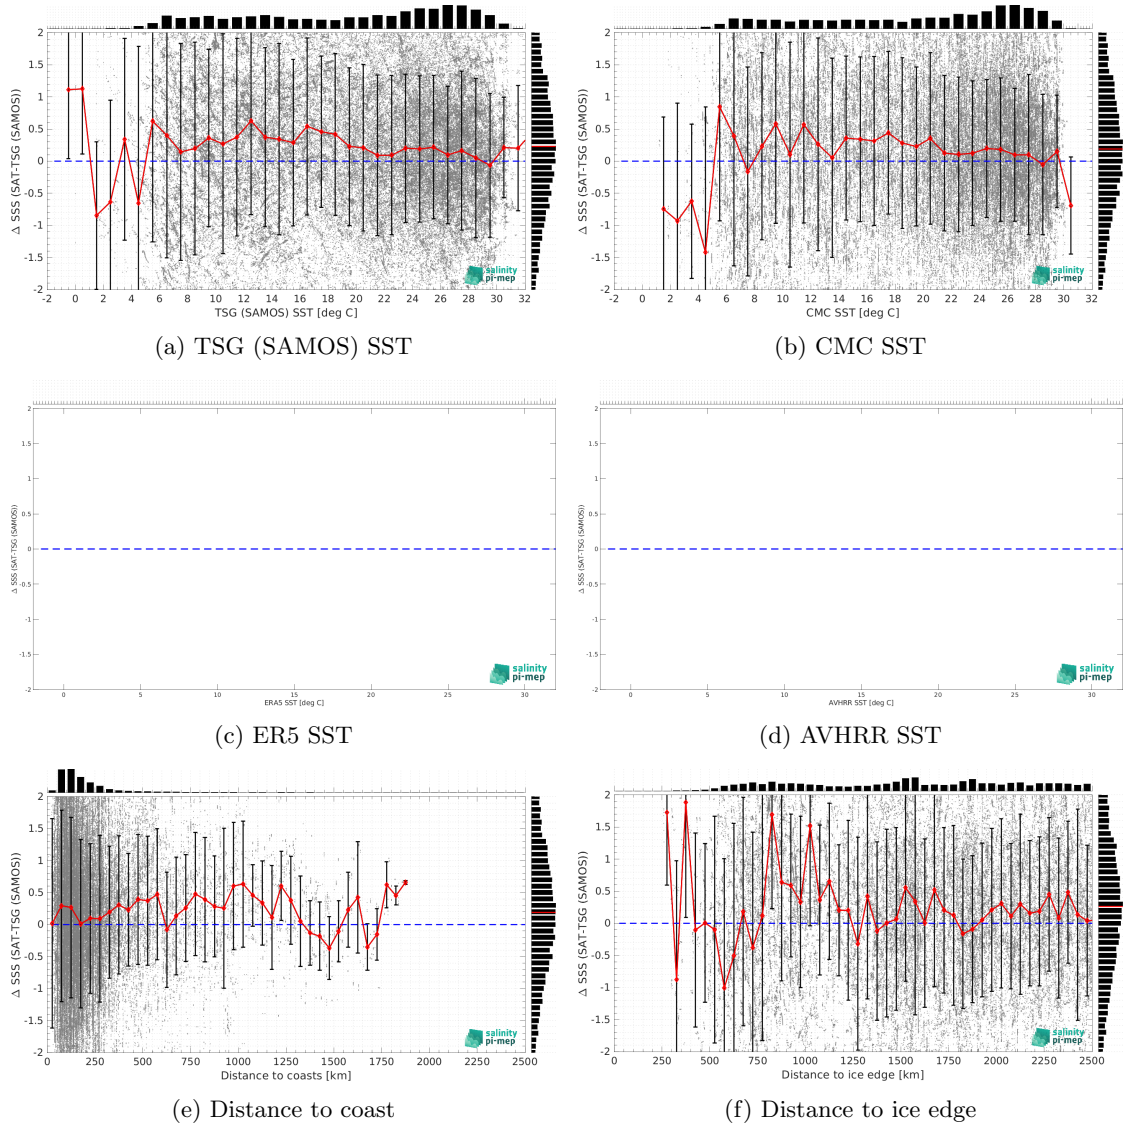 2
1.5
1
0.5
0
-0.5
-1
-1.5
-2
Δ SSS (SAT-TSG (SAMOS)
-2 0 2 4 6 8 10 12 14 16 18 20 22 24 26 28 30 32
TSG (SAMOS) SST [deg C]
salinity
pi-mep
(a) TSG (SAMOS) SST
2
1.5
1
0.5
0
-0.5
-1
-1.5
-2
Δ SSS (SAT-TSG (SAMOS)
-2 0 2 4 6 8 10 12 14 16 18 20 22 24 26 28 30 32
CMC SST [deg C]
salinity
pi-mep
(b) CMC SST
2
1.5
1
0.5
0
-0.5
-1
-1.5
-2
Δ SSS (SAT-TSG (SAMOS))
0 5 10 15 20 25 30
ERA5 SST [deg C]
salinity
pi-mep
(c) ER5 SST
2
1.5
1
0.5
0
-0.5
-1
-1.5
-2
Δ SSS (SAT-TSG (SAMOS))
0 5 10 15 20 25 30
AVHRR SST [deg C]
salinity
pi-mep
(d) AVHRR SST
2
1.5
1
0.5
0
-0.5
-1
-1.5
-2
Δ SSS (SAT-TSG (SAMOS))
0 250 500 750 1000 1250 1500 1750 2000 2250 2500
Distance to coasts [km]
salinity
pi-mep
(e) Distance to coast
2
1.5
1
0.5
0
-0.5
-1
-1.5
-2
Δ SSS (SAT-TSG (SAMOS))
0 250 500 750 1000 1250 1500 1750 2000 2250 2500
Distance to ice edge [km]
salinity
pi-mep
(f) Distance to ice edge